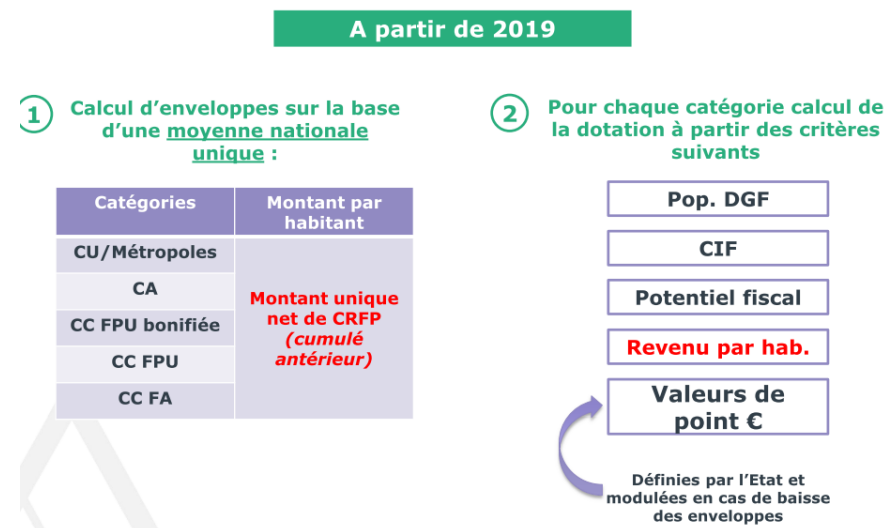 A partir de 2019
1
Calcul d'enveloppes sur la base
d'une moyenne nationale
unique :
Catégories
Montant par
habitant
CU/Métropoles
CA
CC FPU bonifiée
CC FPU
CC FA
Montant unique
net de CRFP
(cumulé
antérieur)
2
Pour chaque catégorie calcul de
la dotation à partir des critères
suivants
Pop. DGF
CIF
Potentiel fiscal
Revenu par hab.
Valeurs de
point €
Définies par l'Etat et
modulées en cas de baisse
des enveloppes